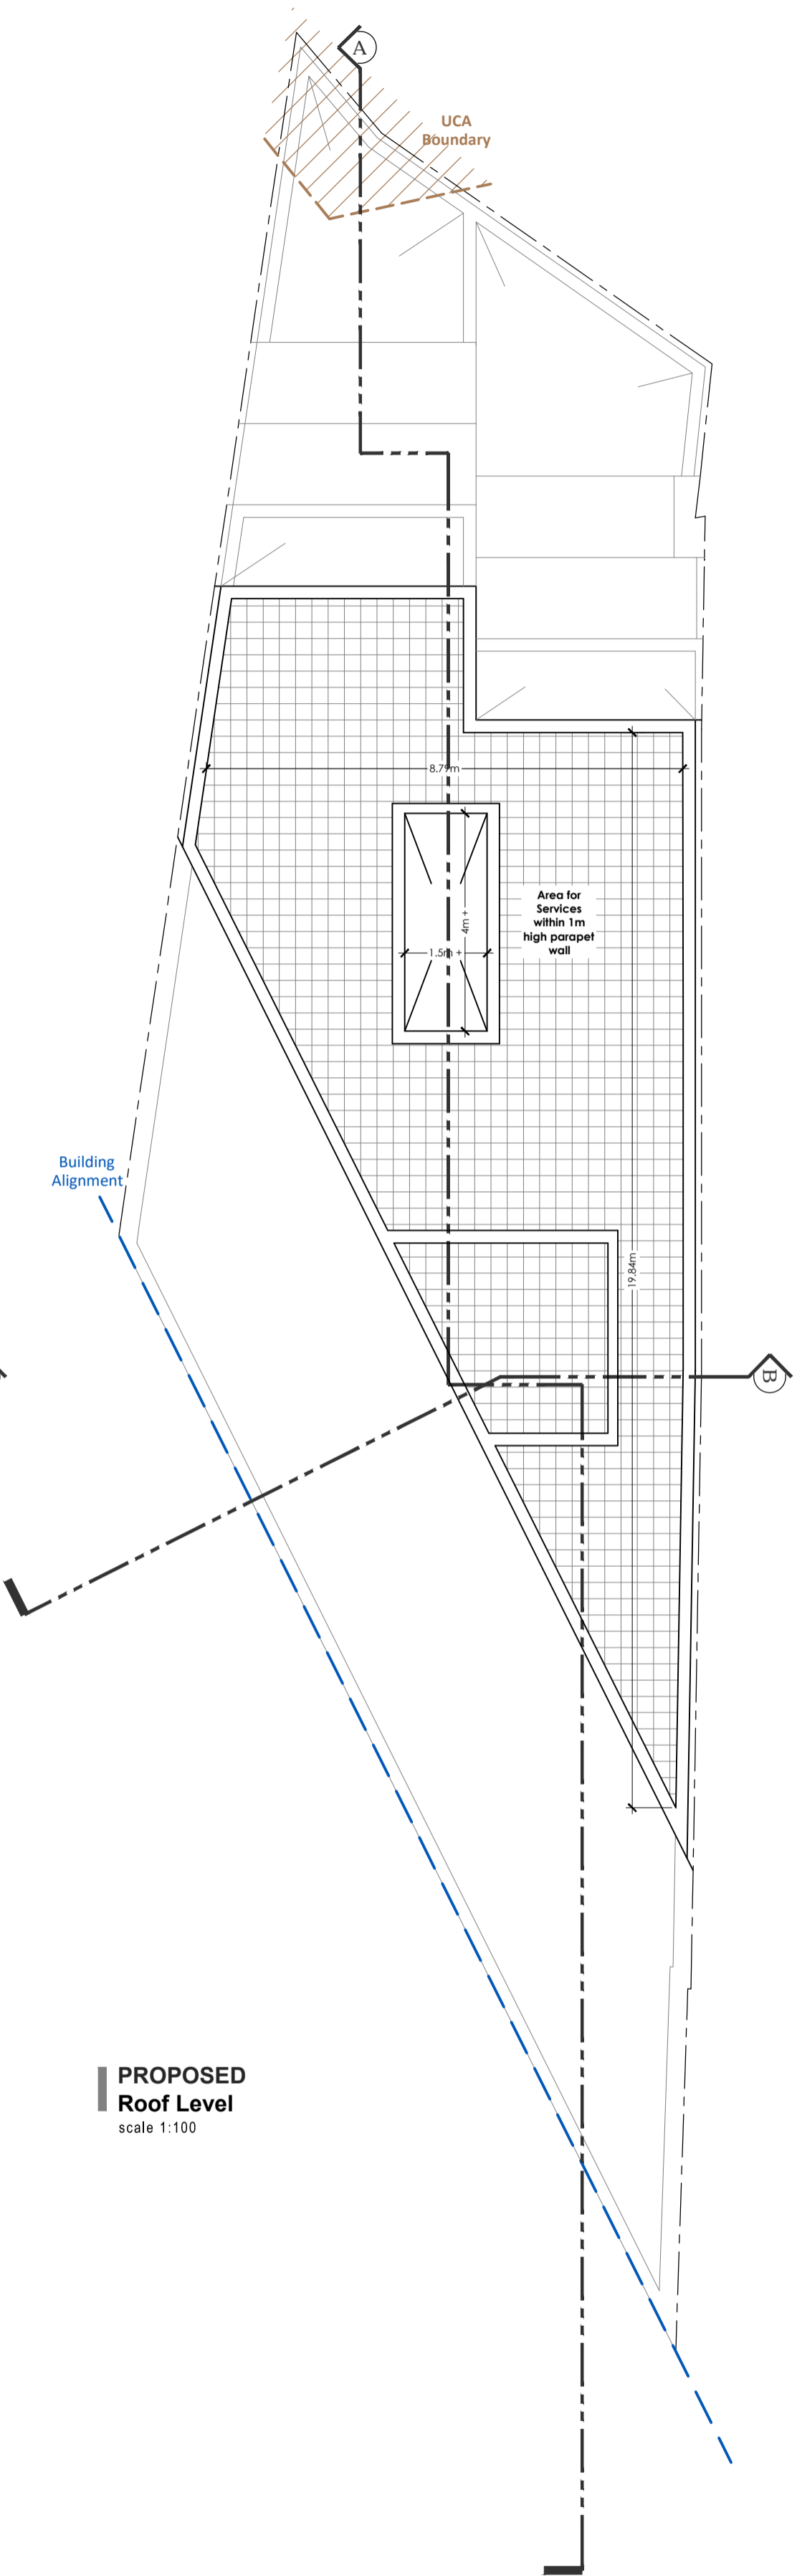 A
UCA
Boundary
8.79m
Area for
Services
within 1m
high parapet
wall
4m +
1.5m +
Building
Alignment
19.84m
B
PROPOSED
Roof Level
scale 1:100